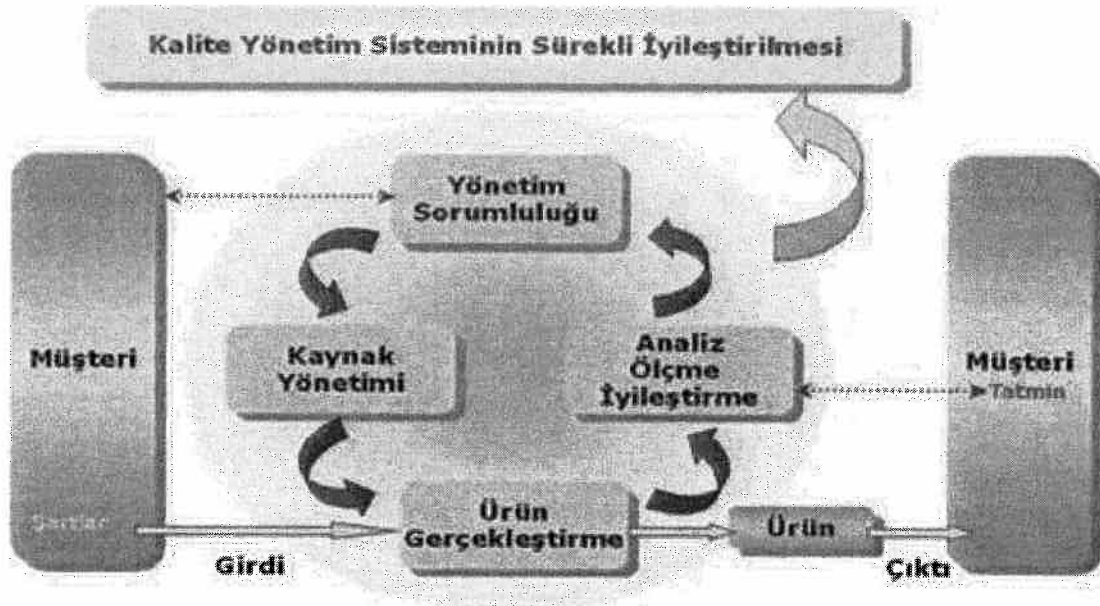 Kalite Yönetim Sisteminin Sürekli İyileştirilmesi
Yönetim
Sorumluluğu
Müşteri
Kaynak
Yönetimi
Analiz
Ölçme
İyileştirme
Müşteri
Tatmin
Şartlar
Ürün
Gerçekleştirme
Ürün
Girdi
Çıktı